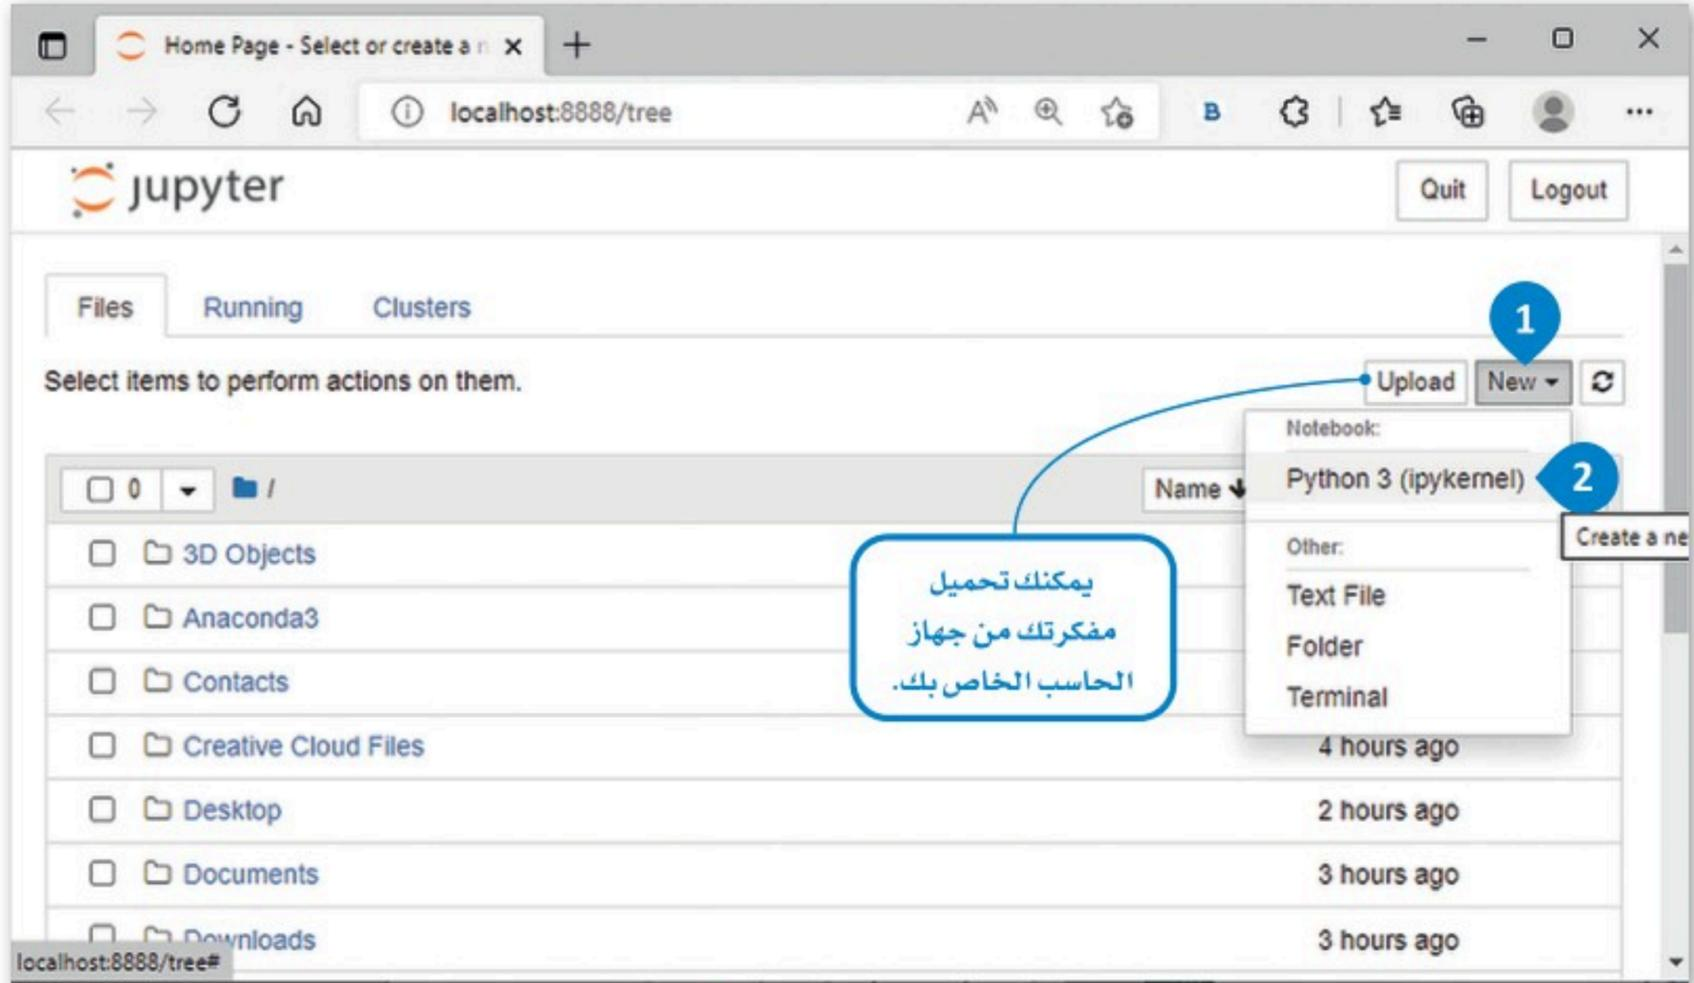 Home Page - Select or create a n
localhost:8888/tree
jupyter
Quit Logout
Files Running Clusters
1
Select items to perform actions on them.
Upload New
Notebook:
0 / Name
Python 3 (ipykernel)
2
Create a ne
Other:
3D Objects
يمكنك تحميل
مفكرتك من جهاز
الحاسب الخاص بك.
Text File
Anaconda3
Folder
Contacts
Terminal
Creative Cloud Files 4 hours ago
Desktop 2 hours ago
Documents 3 hours ago
Downloads 3 hours ago
localhost:8888/tree#